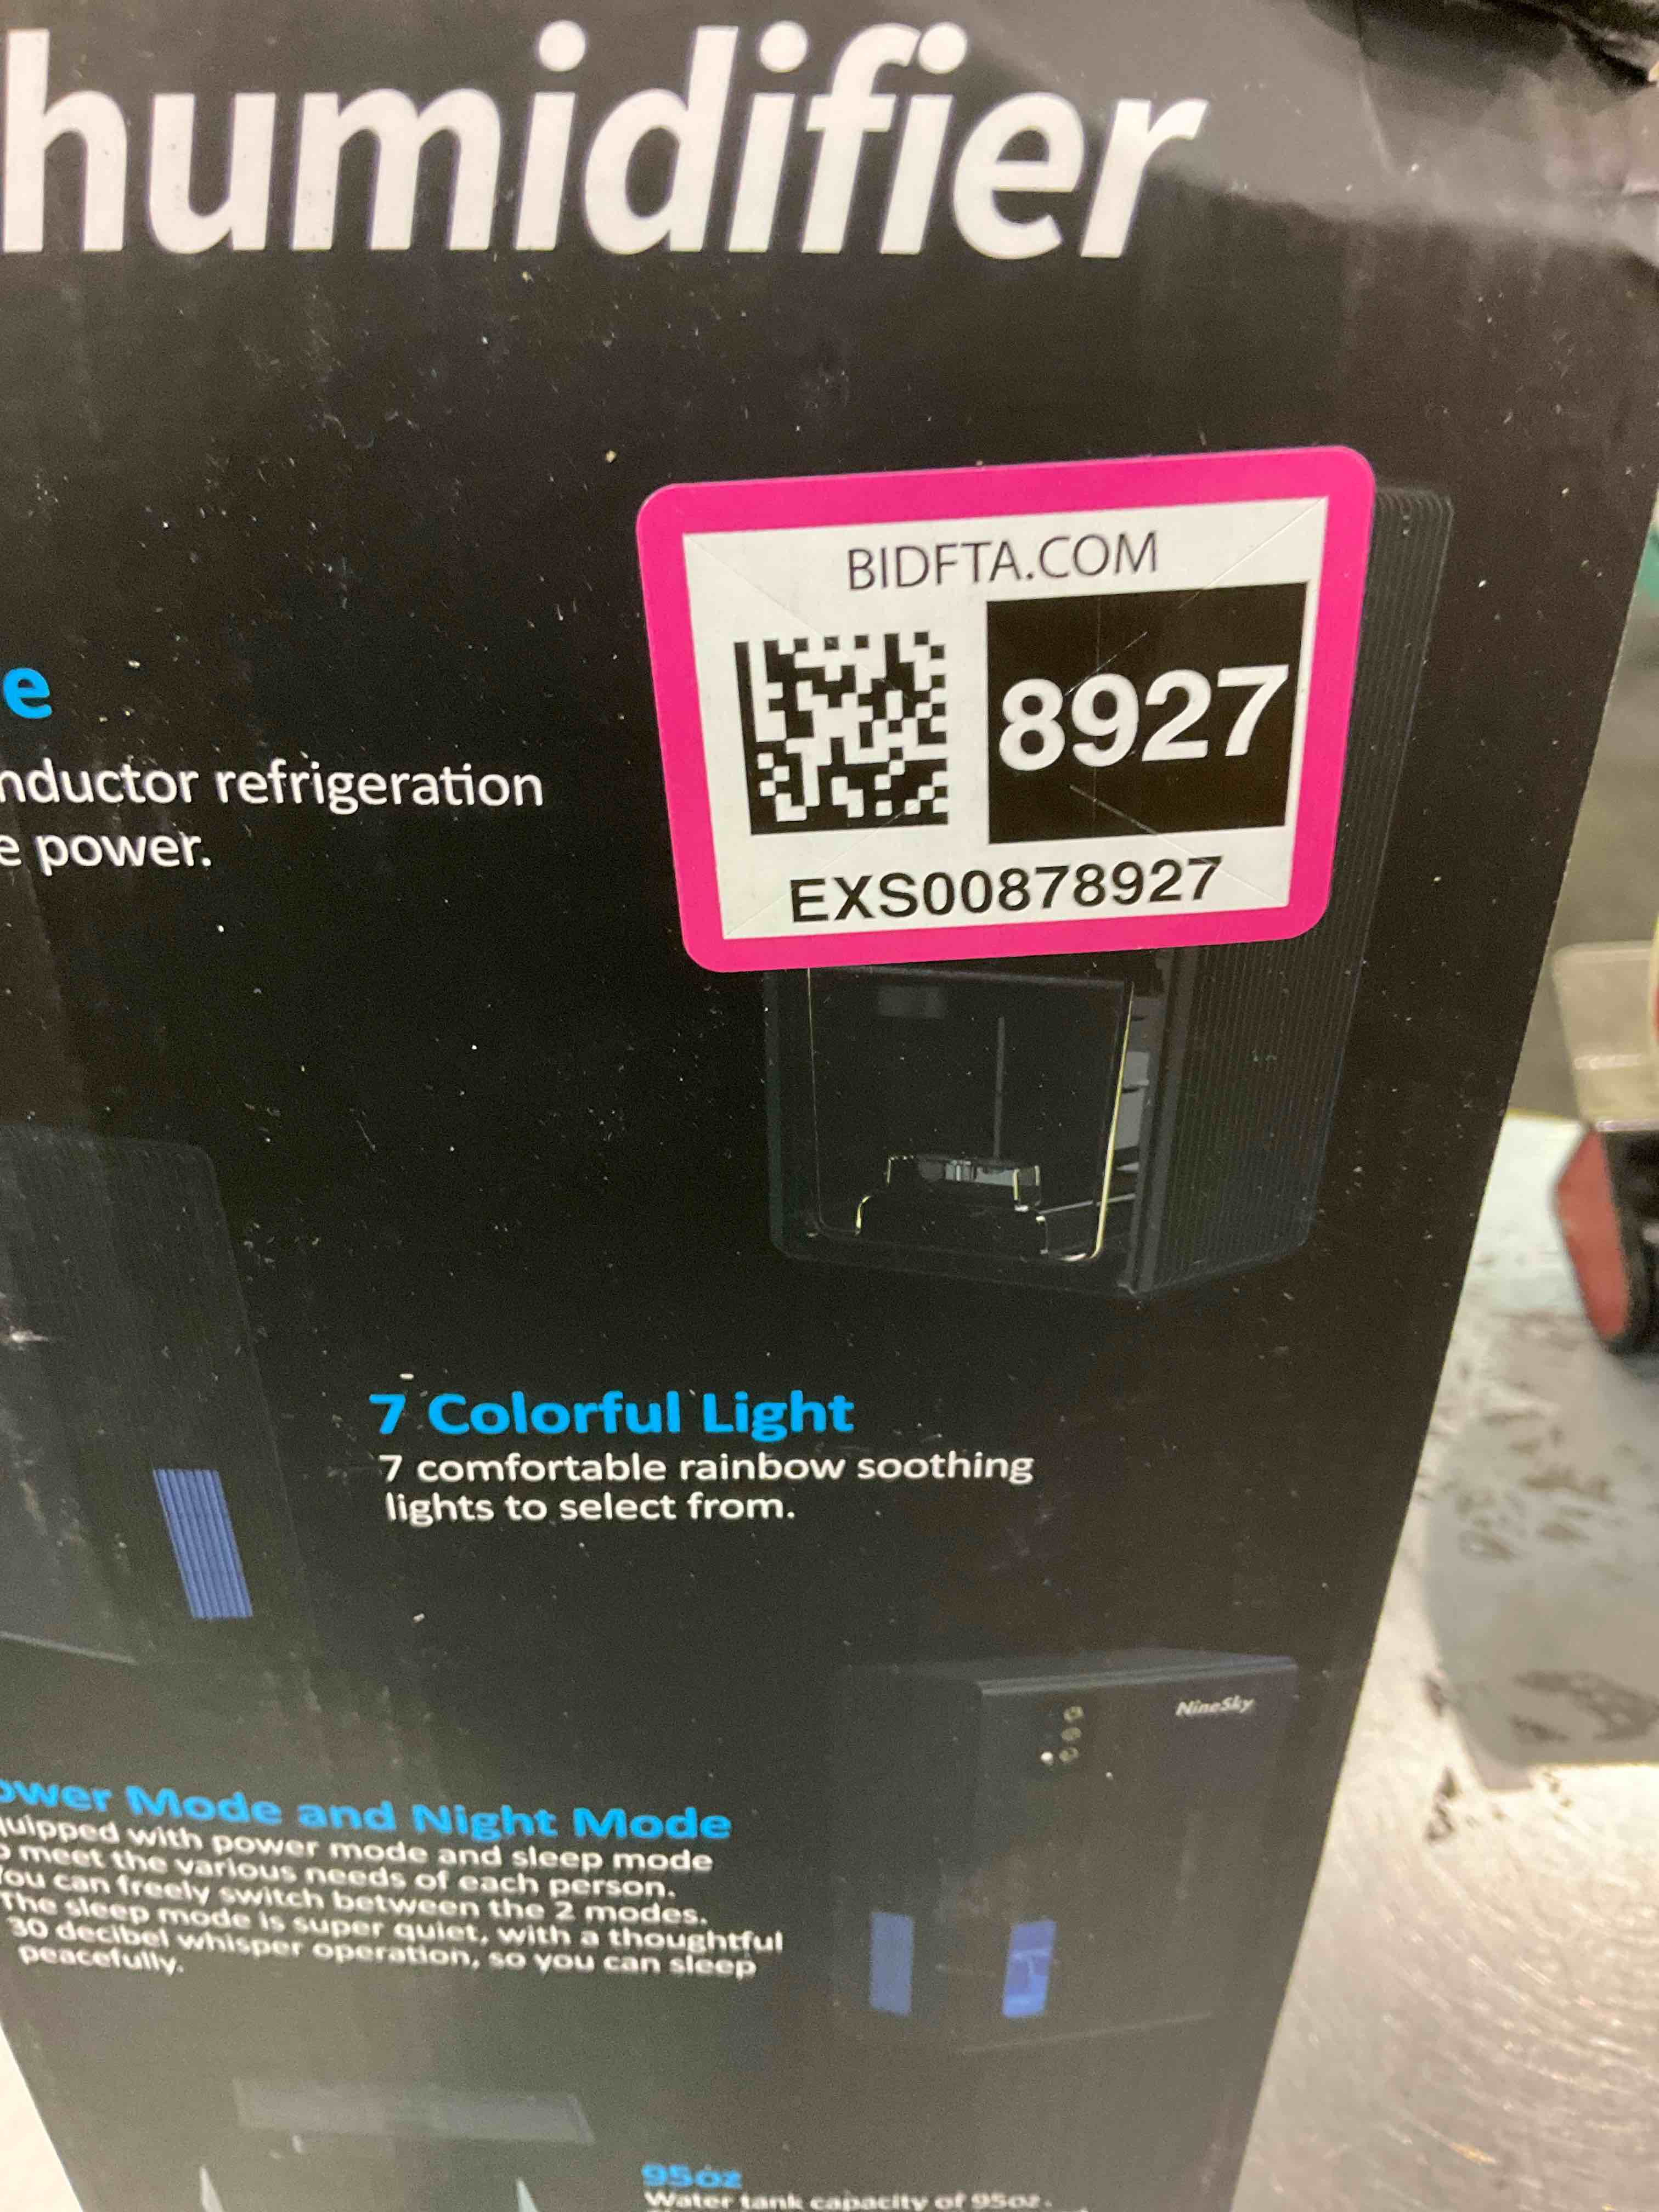 humidifier
BIDFTA.COM
8927
EXS00878927
e
nductor refrigeration
e power.
7 Colorful Light
7 comfortable rainbow soothing
lights to select from.
NineSky
ower Mode and Night Mode
quipped with power mode and sleep mode
o meet the various needs of each person.
You can freely switch between the 2 modes.
The sleep mode is super quiet, with a thoughtful
30 decibel whisper operation, so you can sleep
peacefully.
95oz
Water tank capacity of 95oz.